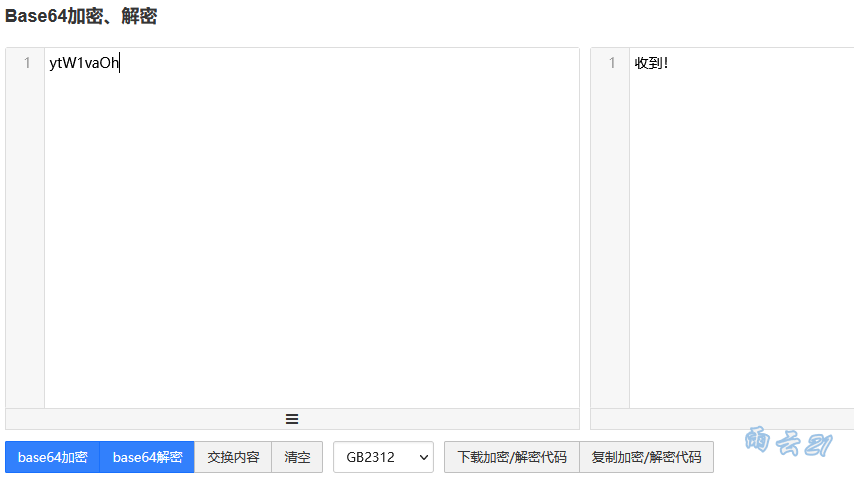 Base64加密、解密
1 ytW1vaOh
1 收到！
base64加密 base64解密 交换内容 清空 GB2312 下载加密/解密代码 复制加密/解密代码
雨云21